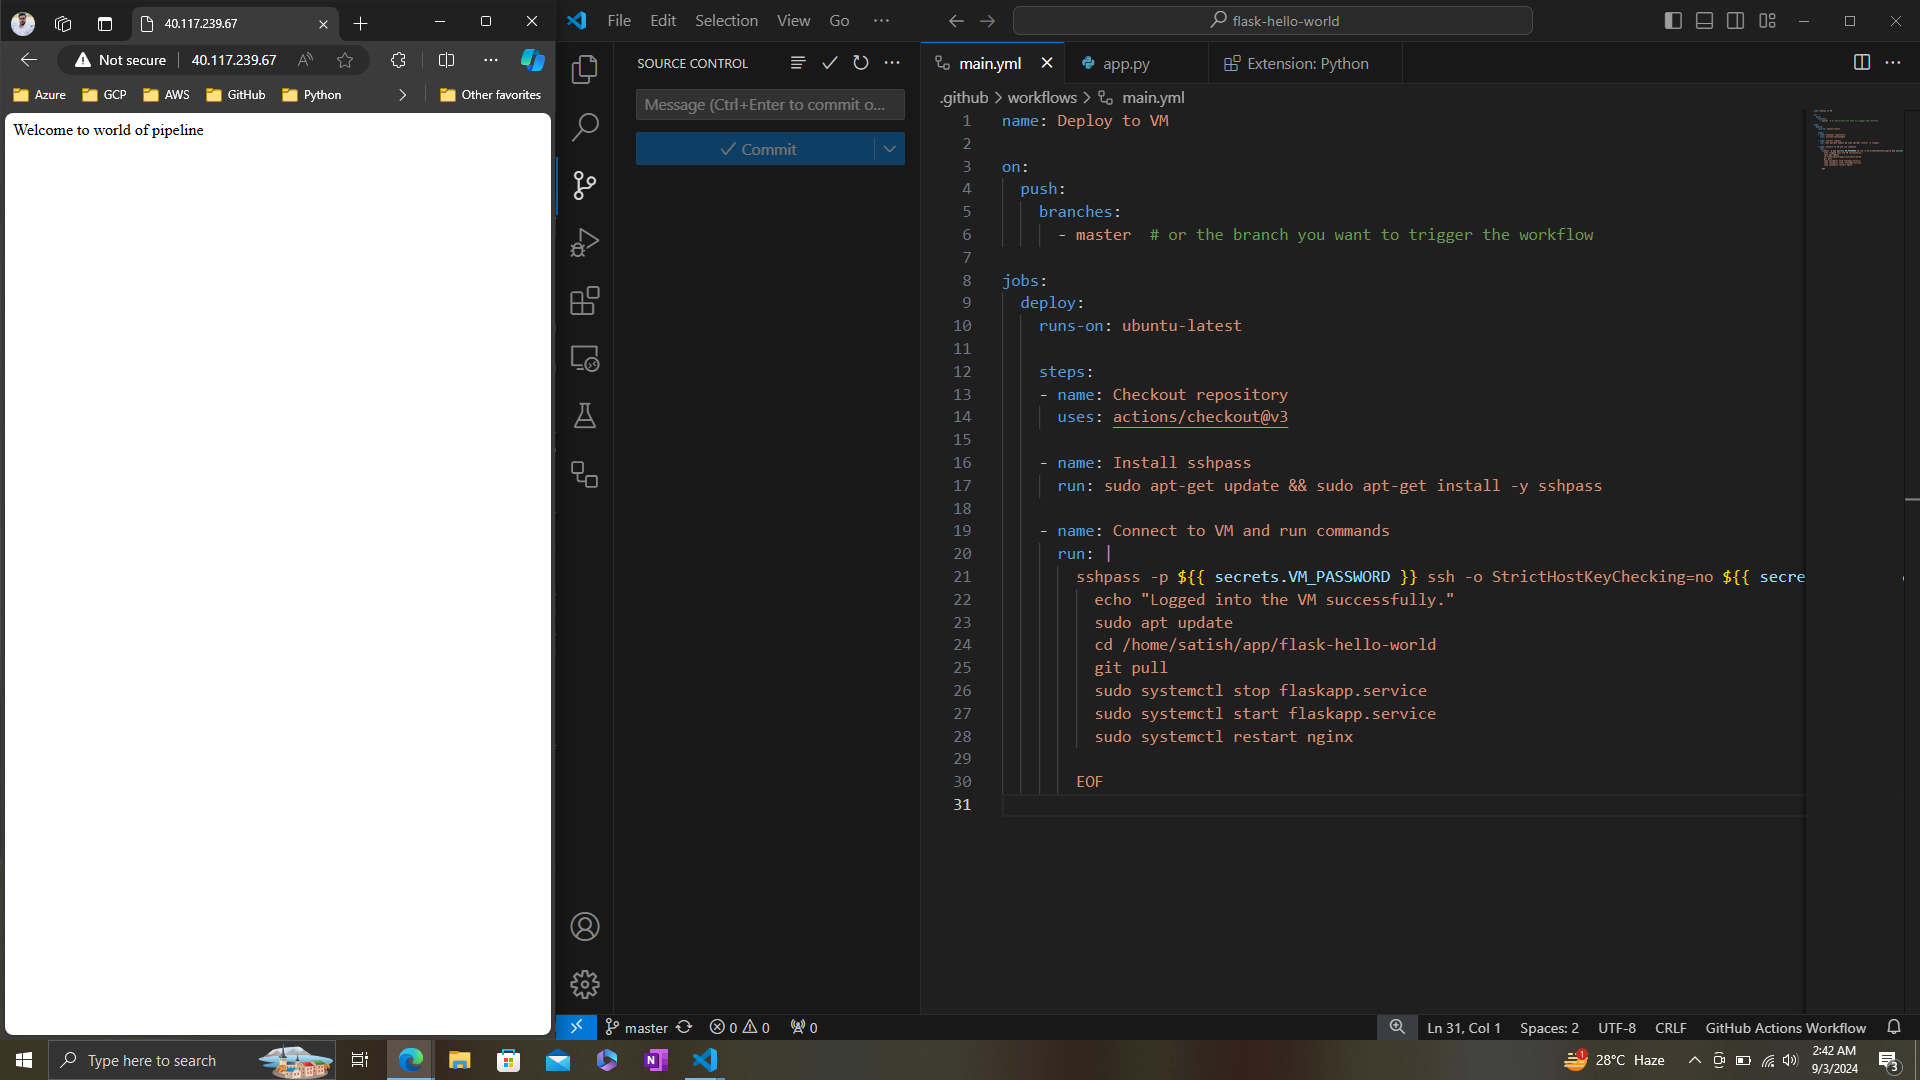 40.117.239.67
Not secure
40.117.239.67
Azure
GCP
AWS
GitHub
Python
Other favorites
Welcome to world of pipeline
File Edit Selection View Go
flask-hello-world
SOURCE CONTROL
Message (Ctrl+Enter to commit o...
Commit
main.yml
app.py
Extension: Python
.github > workflows > main.yml
1 name: Deploy to VM
2
3 on:
4 push:
5 branches:
6 - master # or the branch you want to trigger the workflow
7
8 jobs:
9 deploy:
10 runs-on: ubuntu-latest
11
12 steps:
13 - name: Checkout repository
14 uses: actions/checkout@v3
15
16 - name: Install sshpass
17 run: sudo apt-get update && sudo apt-get install -y sshpass
18
19 - name: Connect to VM and run commands
20 run: |
21 sshpass -p ${{ secrets.VM_PASSWORD }} ssh -o StrictHostKeyChecking=no ${{ secre
22 echo "Logged into the VM successfully."
23 sudo apt update
24 cd /home/satish/app/flask-hello-world
25 git pull
26 sudo systemctl stop flaskapp.service
27 sudo systemctl start flaskapp.service
28 sudo systemctl restart nginx
29
30 EOF
31
master
0 0
0
Ln 31, Col 1
Spaces: 2
UTF-8
CRLF
GitHub Actions Workflow
Type here to search
1
28°C Haze
2:42 AM
9/3/2024
3